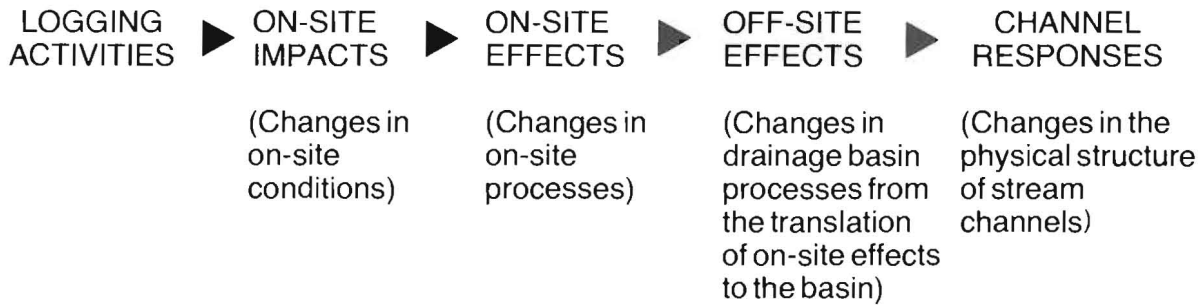 LOGGING
ACTIVITIES
ON-SITE
IMPACTS
(Changes in
on-site
conditions)
ON-SITE
EFFECTS
(Changes in
on-site
processes)
OFF-SITE
EFFECTS
(Changes in
drainage basin
processes from
the translation
of on-site effects
to the basin)
CHANNEL
RESPONSES
(Changes in the
physical structure
of stream
channels)